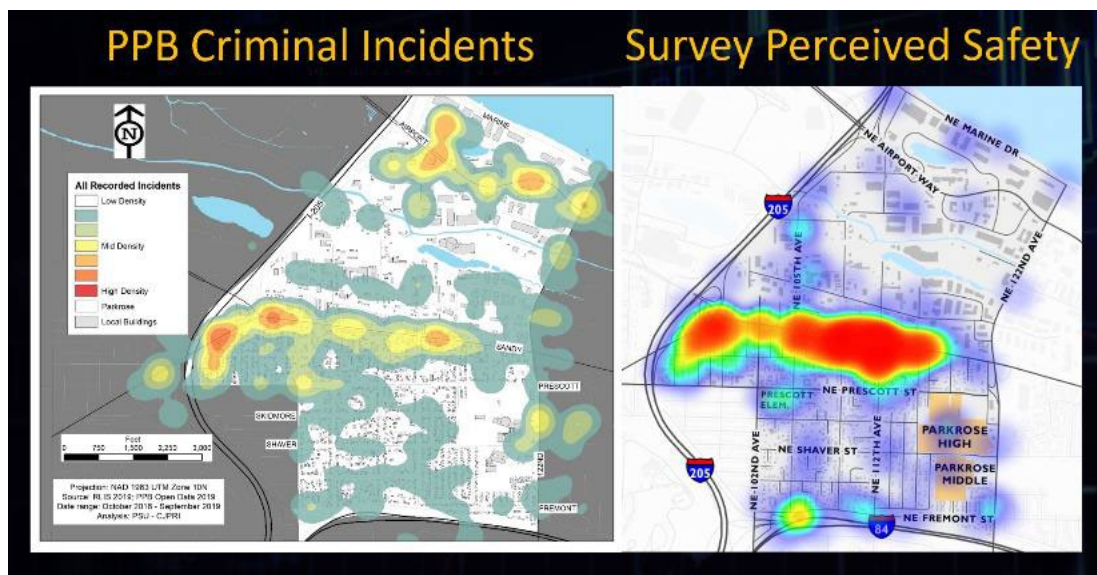 PPB Criminal Incidents
Survey Perceived Safety
N
All Recorded Incidents
Low Density
Mid Density
High Density
Parkrose
Local Buildings
AIRPORT
MARINE
I-205
SANDY
PRESCOTT
SKIDMORE
SHAVER
122ND
FREMONT
Feet
0 750 1,500 2,250 3,000
Projection: NAD 1983 UTM Zone 10N
Source: RLIS 2019; PPB Open Data 2019
Date range: October 2018 - September 2019
Analysis: PSU - CJPRI
NE MARINE DR
NE AIRPORT WAY
205
NE 105TH AVE
NE 122ND AVE
NE PRESCOTT ST
PRESCOTT
ELEM.
PARKROSE
HIGH
NE SHAVER ST
NE 112TH AVE
NE 102ND AVE
PARKROSE
MIDDLE
205
NE FREMONT ST
84